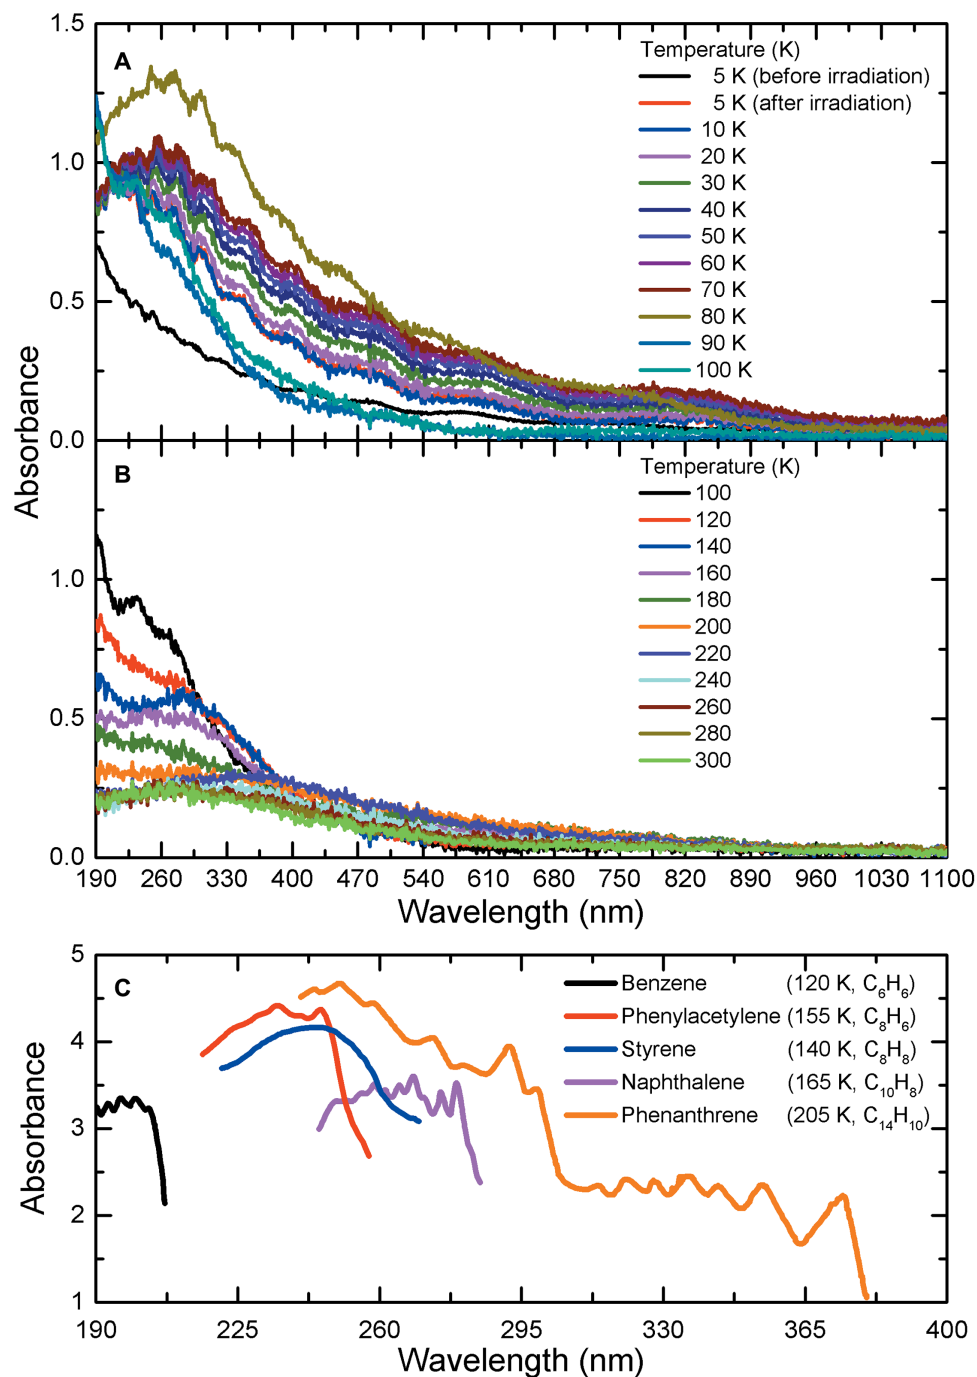 1.5
A
Temperature (K)
5 K (before irradiation)
5 K (after irradiation)
10 K
20 K
1.0
30 K
40 K
50 K
60 K
70 K
0.5
80 K
90 K
100 K
0.0
Absorbance
B
Temperature (K)
100
120
140
1.0
160
180
200
220
240
0.5
260
280
300
0.0
190 260 330 400 470 540 610 680 750 820 890 960 1030 1100
Wavelength (nm)
5
C
Benzene (120 K, C₆H₆)
Phenylacetylene (155 K, C₈H₆)
4
Styrene (140 K, C₈H₈)
Naphthalene (165 K, C₁₀H₈)
Phenanthrene (205 K, C₁₄H₁₀)
3
Absorbance
2
1
190 225 260 295 330 365 400
Wavelength (nm)